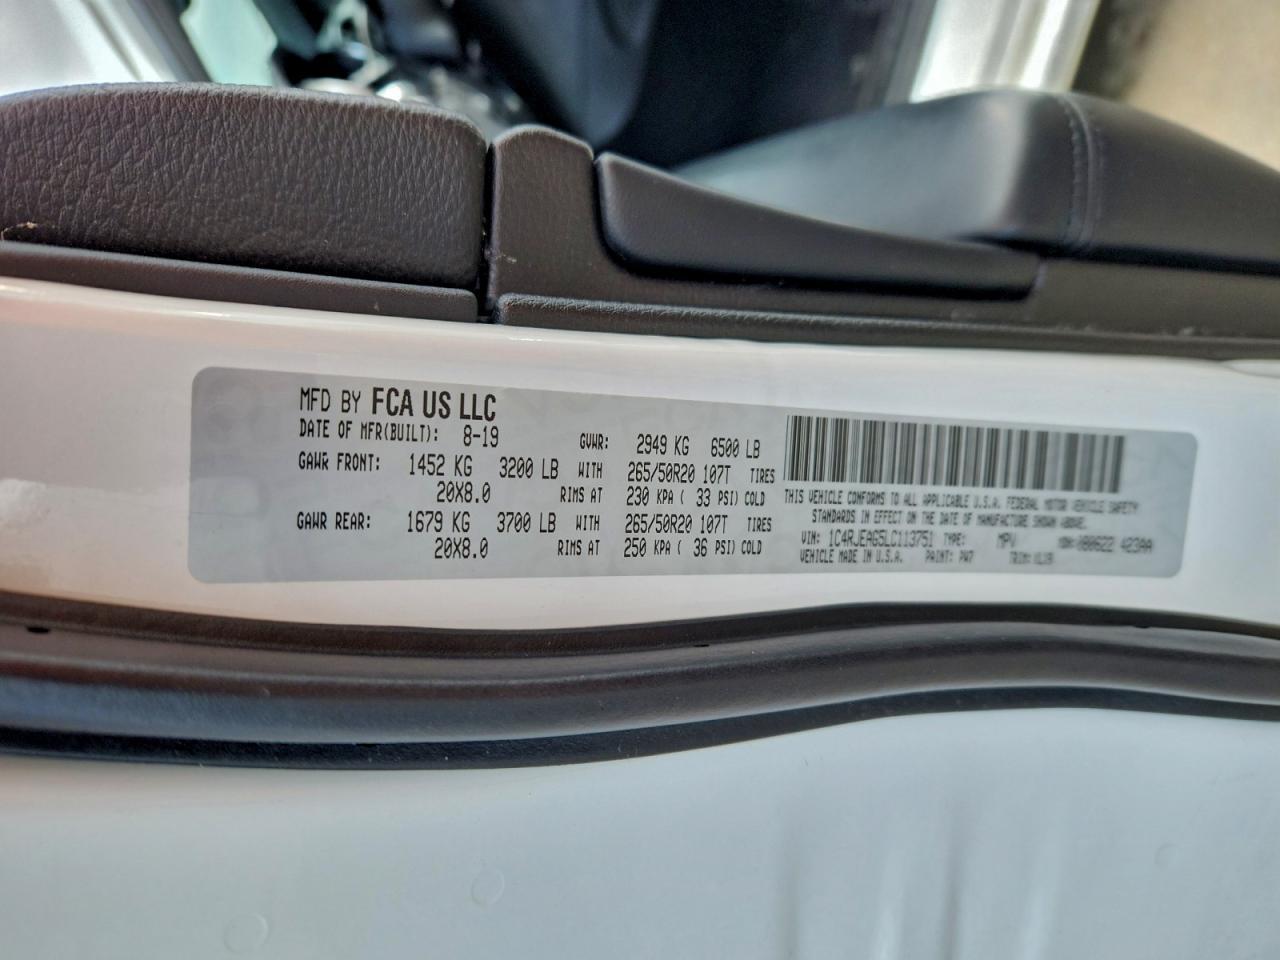 MFD BY FCA US LLC
DATE OF MFR(BUILT): 8-19 GVWR: 2949 KG 6500 LB
GAWR FRONT: 1452 KG 3200 LB WITH 265/50R20 107T TIRES
20X8.0 RIMS AT 230 KPA ( 33 PSI) COLD
GAWR REAR: 1679 KG 3700 LB WITH 265/50R20 107T TIRES
20X8.0 RIMS AT 250 KPA ( 36 PSI) COLD
THIS VEHICLE CONFORMS TO ALL APPLICABLE U.S.A. FEDERAL MOTOR VEHICLE SAFETY
STANDARDS IN EFFECT ON THE DATE OF MANUFACTURE SHOWN ABOVE.
VIN: 1C4RJEAG5LC113751 TYPE: MPV
VEHICLE MADE IN U.S.A. PAINT: PW7 TRIM: